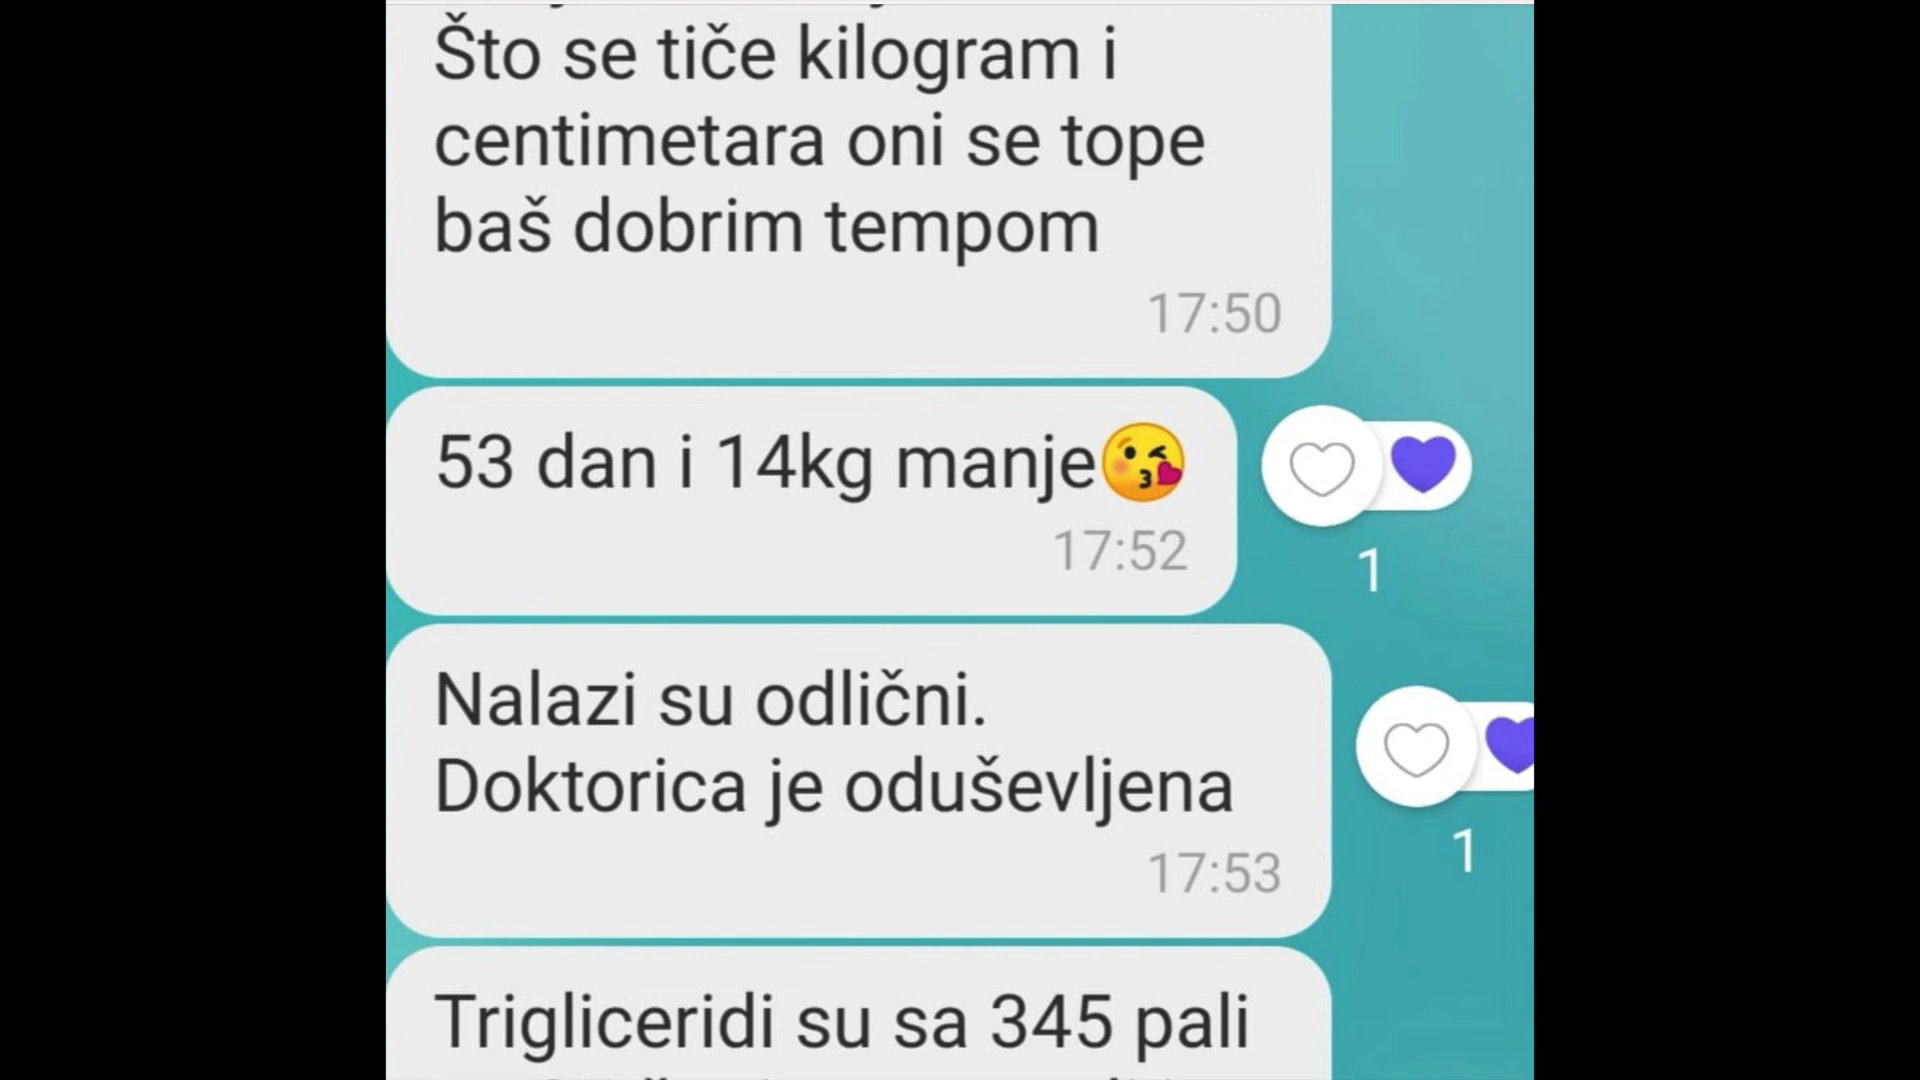 Što se tiče kilogram i
centimetara oni se tope
baš dobrim tempom
17:50
53 dan i 14kg manje😘
17:52
1
Nalazi su odlični.
Doktorica je oduševljena
17:53
1
Trigliceridi su sa 345 pali